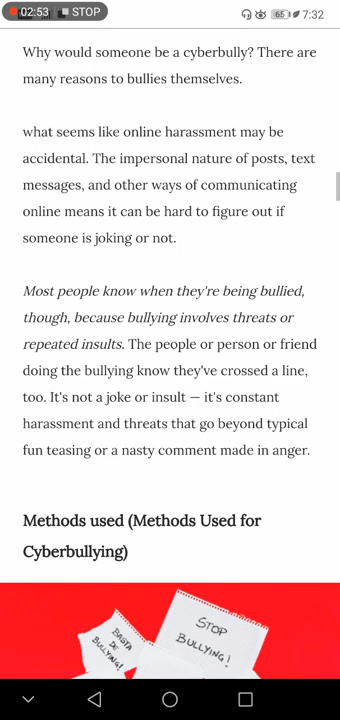 02:53 STOP 65 7:32
Why would someone be a cyberbully? There are
many reasons to bullies themselves.
what seems like online harassment may be
accidental. The impersonal nature of posts, text
messages, and other ways of communicating
online means it can be hard to figure out if
someone is joking or not.
Most people know when they're being bullied,
though, because bullying involves threats or
repeated insults. The people or person or friend
doing the bullying know they've crossed a line,
too. It's not a joke or insult — it's constant
harassment and threats that go beyond typical
fun teasing or a nasty comment made in anger.
Methods used (Methods Used for
Cyberbullying)
STOP
BULLYING!
BASTA
DE
BULLYING!